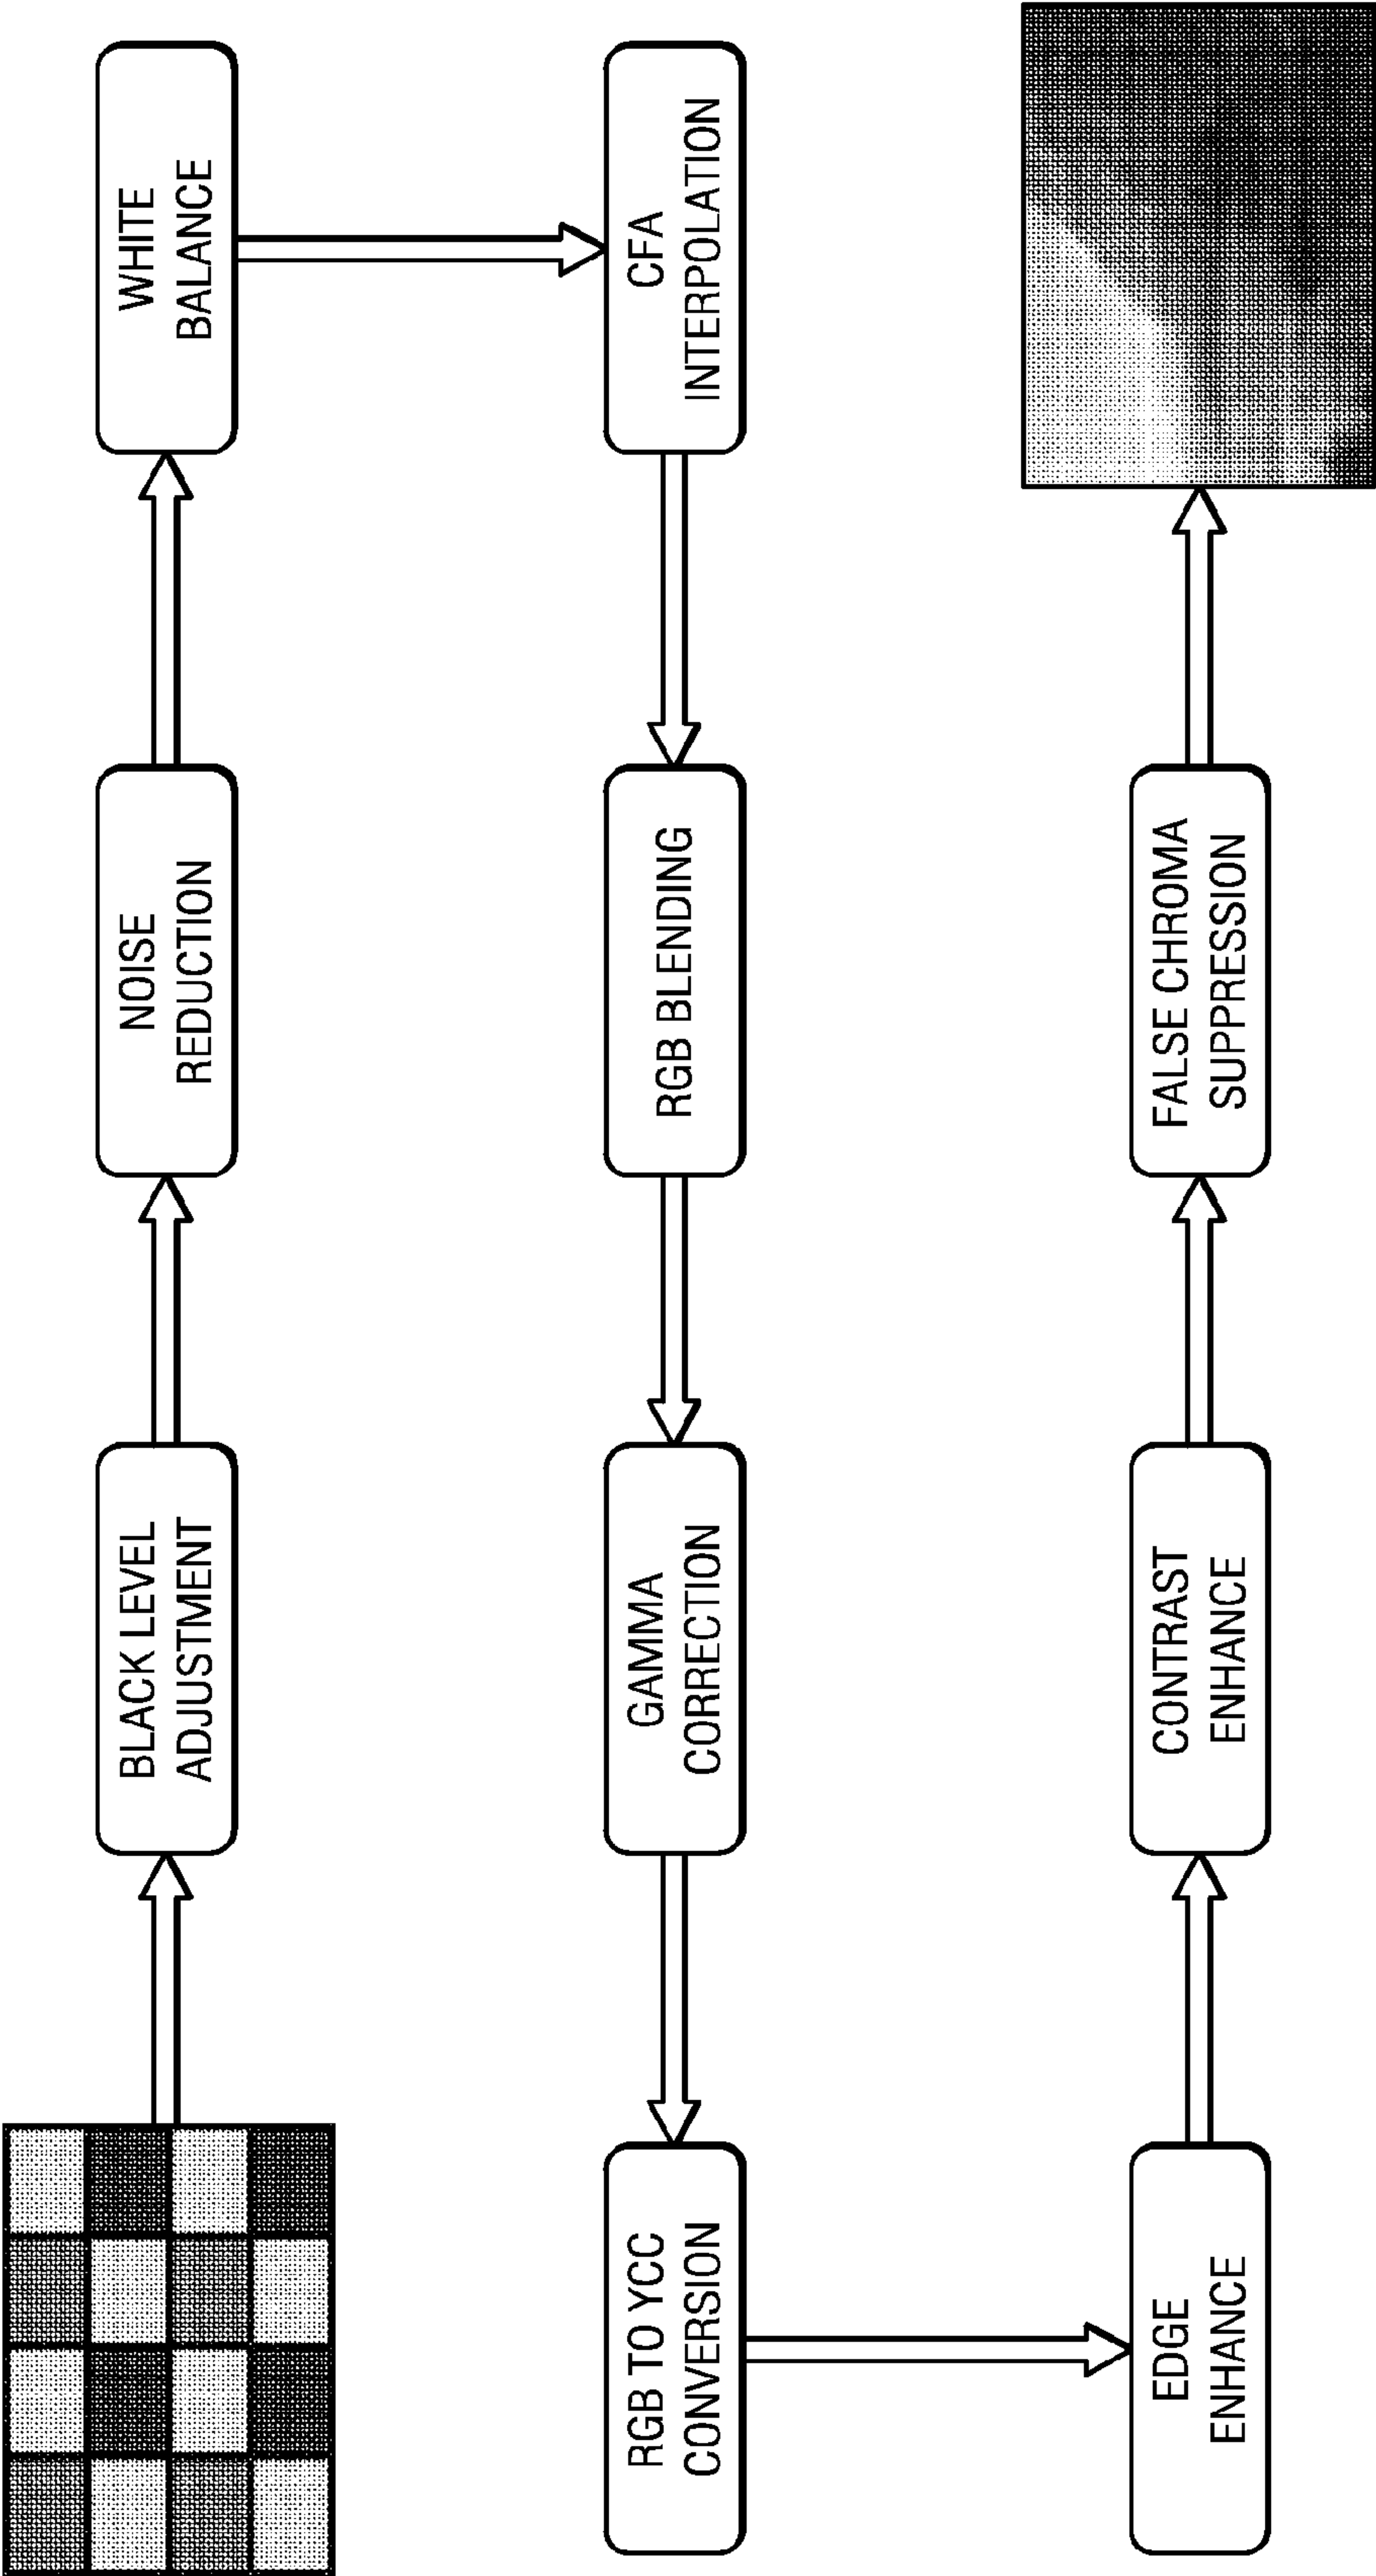 BLACK LEVEL
ADJUSTMENT
NOISE
REDUCTION
WHITE
BALANCE
CFA
INTERPOLATION
RGB BLENDING
GAMMA
CORRECTION
RGB TO YCC
CONVERSION
EDGE
ENHANCE
CONTRAST
ENHANCE
FALSE CHROMA
SUPPRESSION